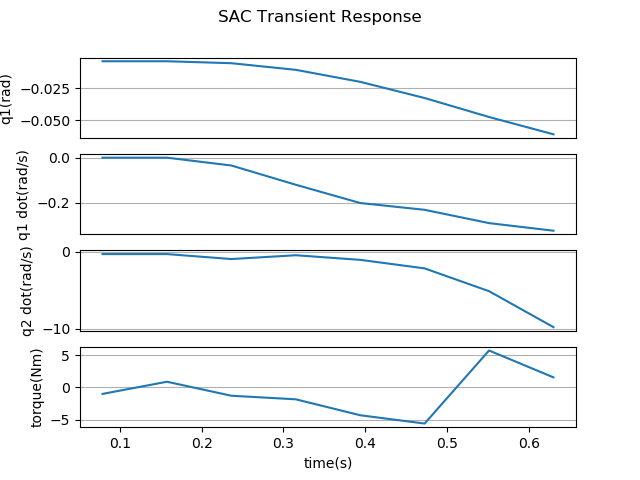 SAC Transient Response
q1(rad)
−0.025
−0.050
q1 dot(rad/s)
0.0
−0.2
q2 dot(rad/s)
0
−10
torque(Nm)
5
0
−5
0.1 0.2 0.3 0.4 0.5 0.6
time(s)